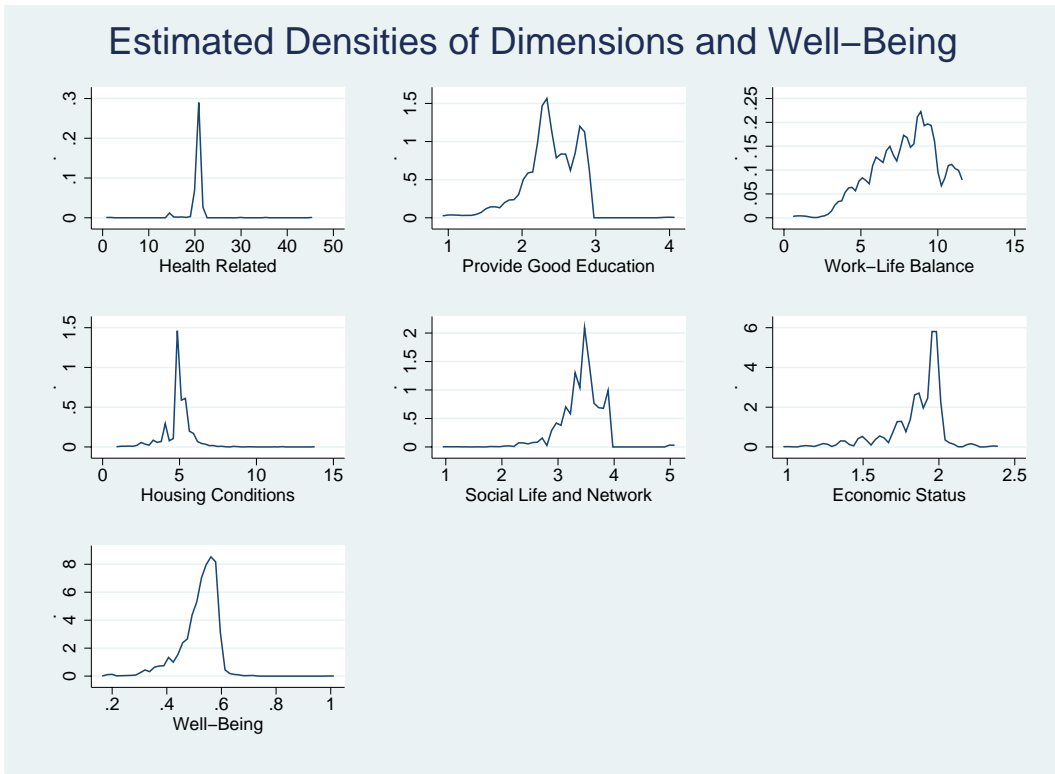 Estimated Densities of Dimensions and Well−Being
0 .1 .2 .3
0 10 20 30 40 50
Health Related
0 .5 1 1.5
1 2 3 4
Provide Good Education
0 .05 .1 .15 .2 .25
0 5 10 15
Work−Life Balance
0 .5 1 1.5
0 5 10 15
Housing Conditions
0 .5 1 1.5 2
1 2 3 4 5
Social Life and Network
0 2 4 6
1 1.5 2 2.5
Economic Status
0 2 4 6 8
.2 .4 .6 .8 1
Well−Being